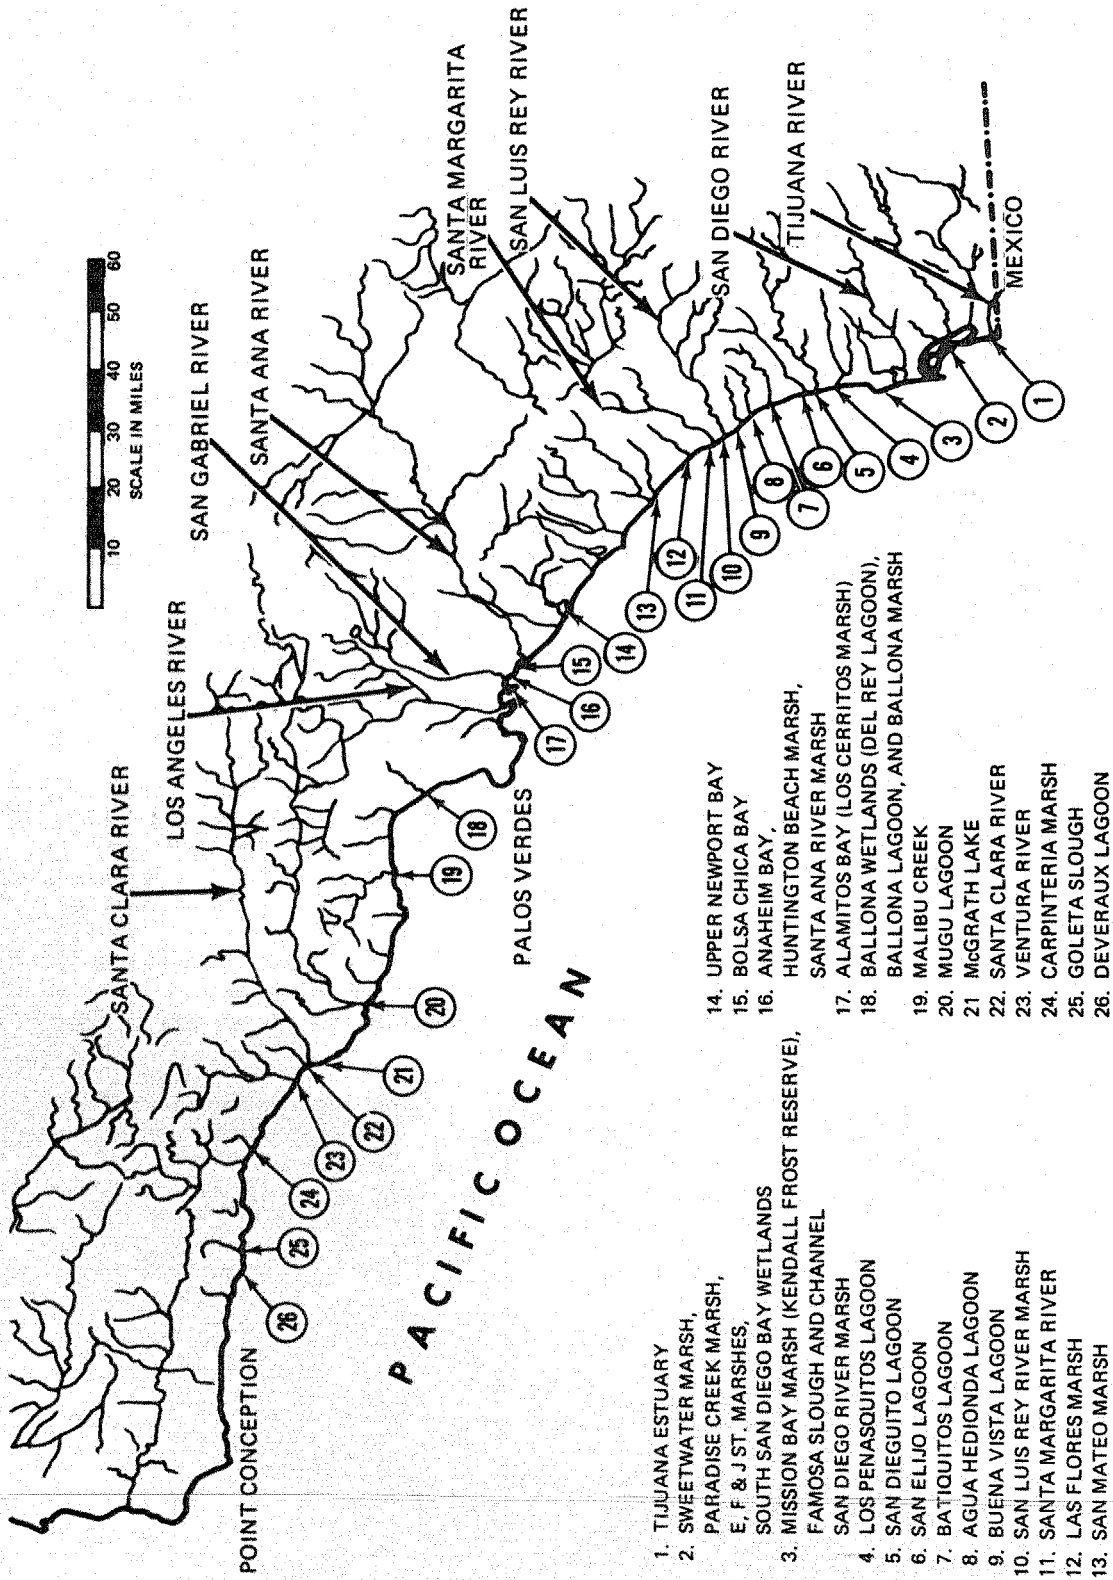 SANTA CLARA RIVER
LOS ANGELES RIVER
SAN GABRIEL RIVER
SANTA ANA RIVER
SANTA MARGARITA
RIVER
SAN LUIS REY RIVER
SAN DIEGO RIVER
TIJUANA RIVER
10 20 30 40 50 60
SCALE IN MILES
MEXICO
POINT CONCEPTION
PALOS VERDES
PACIFIC OCEAN
26
25
24
23
22
21
20
19
18
17
16
15
14
13
12
11
10
9
8
7
6
5
4
3
2
1
1. TIJUANA ESTUARY
2. SWEETWATER MARSH,
PARADISE CREEK MARSH,
E, F & J ST. MARSHES,
SOUTH SAN DIEGO BAY WETLANDS
3. MISSION BAY MARSH (KENDALL FROST RESERVE),
FAMOSA SLOUGH AND CHANNEL
SAN DIEGO RIVER MARSH
4. LOS PENASQUITOS LAGOON
5. SAN DIEGUITO LAGOON
6. SAN ELIJO LAGOON
7. BATIQUITOS LAGOON
8. AGUA HEDIONDA LAGOON
9. BUENA VISTA LAGOON
10. SAN LUIS REY RIVER MARSH
11. SANTA MARGARITA RIVER
12. LAS FLORES MARSH
13. SAN MATEO MARSH
14. UPPER NEWPORT BAY
15. BOLSA CHICA BAY
16. ANAHEIM BAY,
HUNTINGTON BEACH MARSH,
SANTA ANA RIVER MARSH
17. ALAMITOS BAY (LOS CERRITOS MARSH)
18. BALLONA WETLANDS (DEL REY LAGOON),
BALLONA LAGOON, AND BALLONA MARSH
19. MALIBU CREEK
20. MUGU LAGOON
21 McGRATH LAKE
22. SANTA CLARA RIVER
23. VENTURA RIVER
24. CARPINTERIA MARSH
25. GOLETA SLOUGH
26. DEVERAUX LAGOON